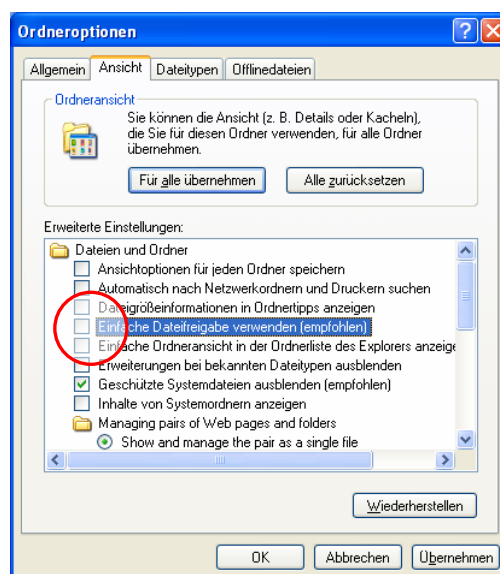 Ordneroptionen
Allgemein Ansicht Dateitypen Offlinedateien
Ordneransicht
Sie können die Ansicht (z. B. Details oder Kacheln),
die Sie für diesen Ordner verwenden, für alle Ordner
übernehmen.
Für alle übernehmen Alle zurücksetzen
Erweiterte Einstellungen:
Dateien und Ordner
Ansichtoptionen für jeden Ordner speichern
Automatisch nach Netzwerkordnern und Druckern suchen
Dateigrößeinformationen in Ordnertipps anzeigen
Einfache Dateifreigabe verwenden (empfohlen)
Einfache Ordneransicht in der Ordnerliste des Explorers anzeige
Erweiterungen bei bekannten Dateitypen ausblenden
Geschützte Systemdateien ausblenden (empfohlen)
Inhalte von Systemordnern anzeigen
Managing pairs of Web pages and folders
Show and manage the pair as a single file
Wiederherstellen
OK Abbrechen Übernehmen